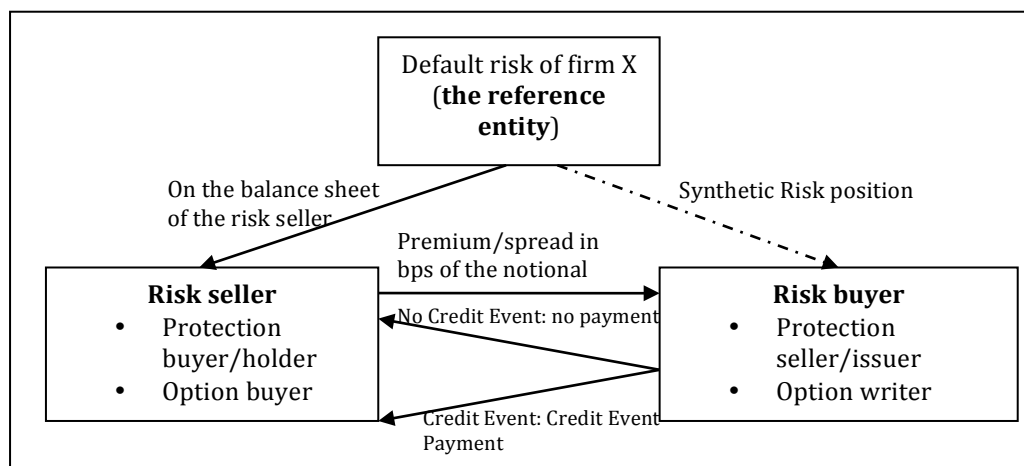 Default risk of firm X
(the reference
entity)
On the balance sheet
of the risk seller
Synthetic Risk position
Premium/spread in
bps of the notional
Risk seller
• Protection
buyer/holder
• Option buyer
No Credit Event: no payment
Credit Event: Credit Event
Payment
Risk buyer
• Protection
seller/issuer
• Option writer